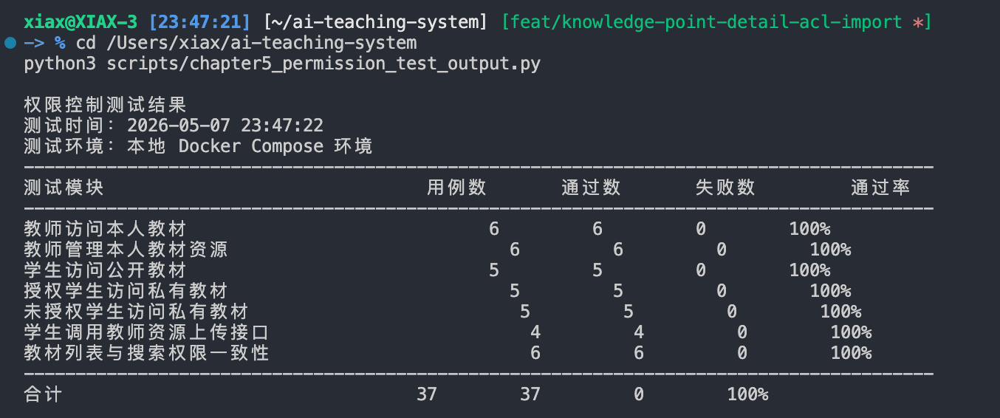 xiax@XIAX-3 [23:47:21] [~/ai-teaching-system] [feat/knowledge-point-detail-acl-import *]
-> % cd /Users/xiax/ai-teaching-system
python3 scripts/chapter5_permission_test_output.py
权限控制测试结果
测试时间: 2026-05-07 23:47:22
测试环境: 本地 Docker Compose 环境
----------------------------------------------------------------------------------------
测试模块 用例数 通过数 失败数 通过率
----------------------------------------------------------------------------------------
教师访问本人教材 6 6 0 100%
教师管理本人教材资源 6 6 0 100%
学生访问公开教材 5 5 0 100%
授权学生访问私有教材 5 5 0 100%
未授权学生访问私有教材 5 5 0 100%
学生调用教师资源上传接口 4 4 0 100%
教材列表与搜索权限一致性 6 6 0 100%
----------------------------------------------------------------------------------------
合计 37 37 0 100%